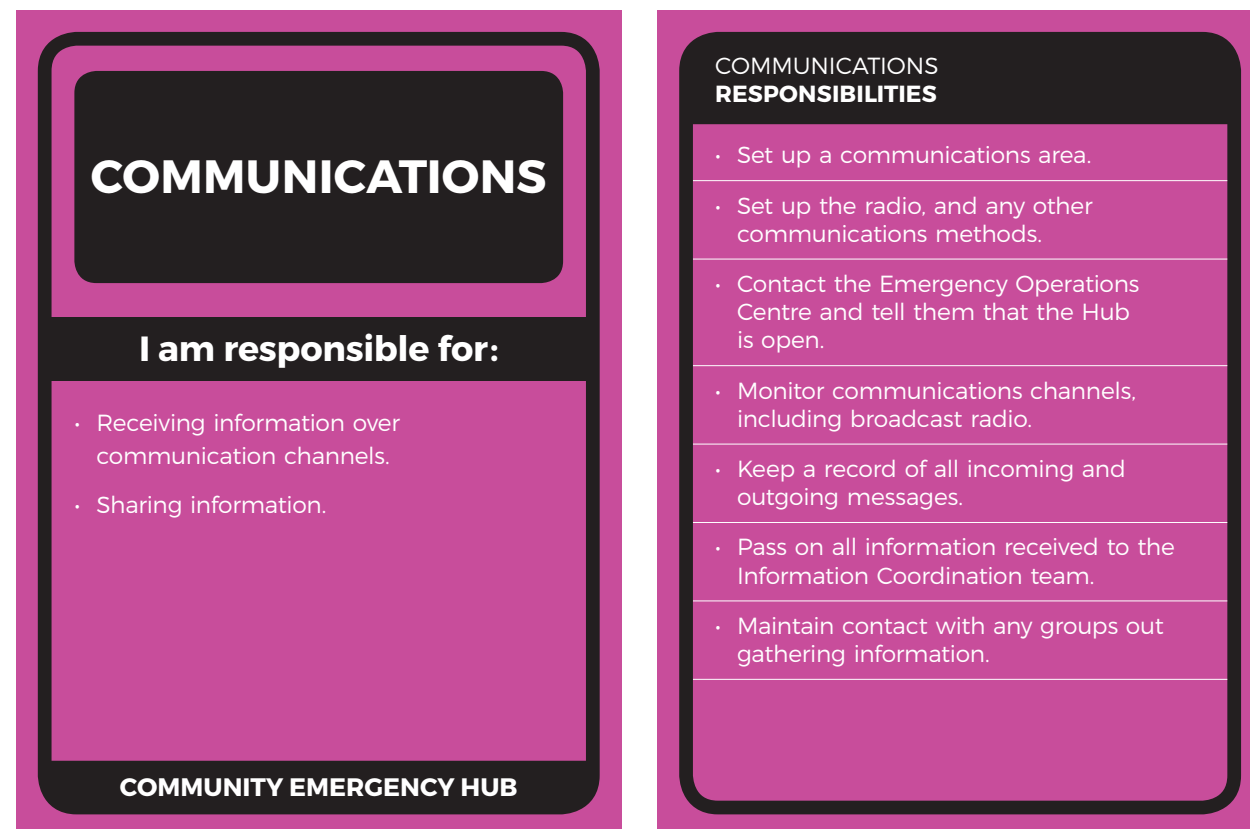 COMMUNICATIONS
I am responsible for:
• Receiving information over
communication channels.
• Sharing information.
COMMUNITY EMERGENCY HUB
COMMUNICATIONS
RESPONSIBILITIES
• Set up a communications area.
• Set up the radio, and any other
communications methods.
• Contact the Emergency Operations
Centre and tell them that the Hub
is open.
• Monitor communications channels,
including broadcast radio.
• Keep a record of all incoming and
outgoing messages.
• Pass on all information received to the
Information Coordination team.
• Maintain contact with any groups out
gathering information.